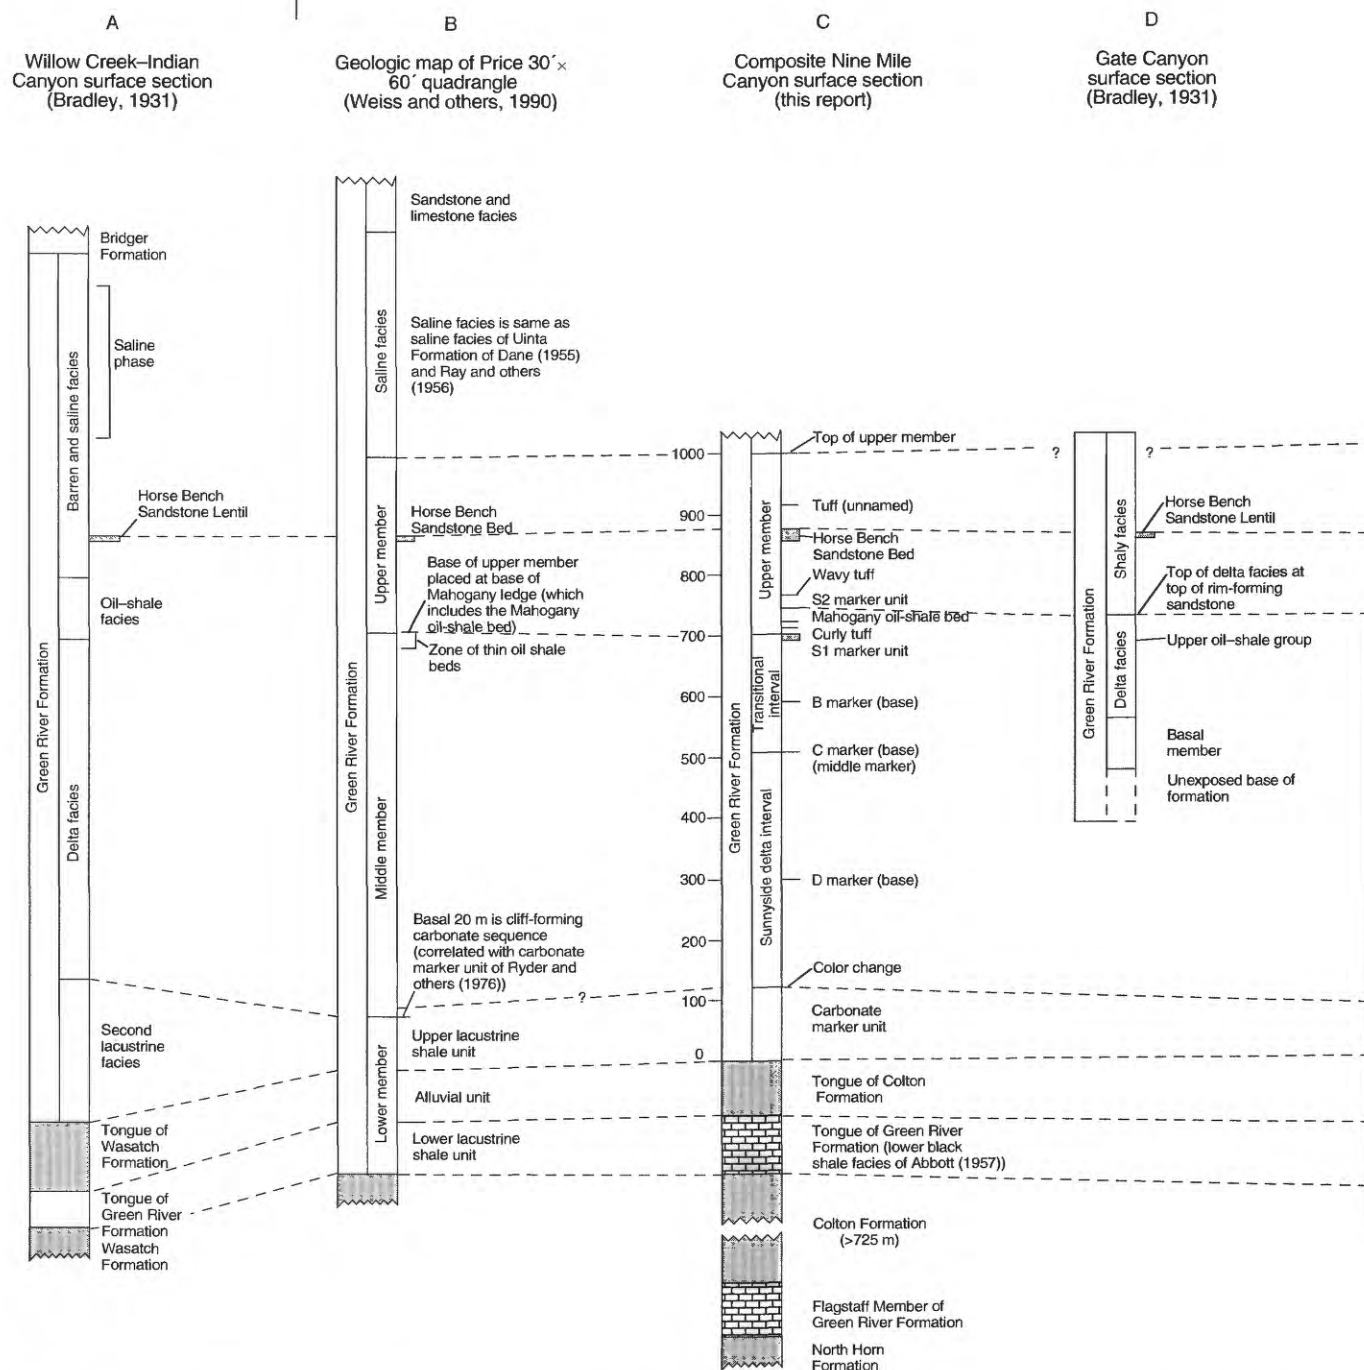 A
Willow Creek–Indian
Canyon surface section
(Bradley, 1931)
Bridger
Formation
Saline
phase
Barren and saline facies
Horse Bench
Sandstone Lentil
Oil–shale
facies
Green River Formation
Delta facies
Second
lacustrine
facies
Tongue of
Wasatch
Formation
Tongue of
Green River
Formation
Wasatch
Formation
B
Geologic map of Price 30´×
60´ quadrangle
(Weiss and others, 1990)
Sandstone and
limestone facies
Saline facies
Saline facies is same as
saline facies of Uinta
Formation of Dane (1955)
and Ray and others
(1956)
Horse Bench
Sandstone Bed
Upper member
Base of upper member
placed at base of
Mahogany ledge (which
includes the Mahogany
oil-shale bed)
Zone of thin oil shale
beds
Green River Formation
Middle member
Basal 20 m is cliff-forming
carbonate sequence
(correlated with carbonate
marker unit of Ryder and
others (1976))
?
Lower member
Upper lacustrine
shale unit
Alluvial unit
Lower lacustrine
shale unit
C
Composite Nine Mile
Canyon surface section
(this report)
1000
900
800
700
600
500
400
300
200
100
0
Green River Formation
Upper member
Transitional
interval
Sunnyside delta interval
Top of upper member
Tuff (unnamed)
Horse Bench
Sandstone Bed
Wavy tuff
S2 marker unit
Mahogany oil-shale bed
Curly tuff
S1 marker unit
B marker (base)
C marker (base)
(middle marker)
D marker (base)
Color change
Carbonate
marker unit
Tongue of Colton
Formation
Tongue of Green River
Formation (lower black
shale facies of Abbott (1957))
Colton Formation
(>725 m)
Flagstaff Member of
Green River Formation
North Horn
Formation
D
Gate Canyon
surface section
(Bradley, 1931)
?
?
Green River Formation
Shaly facies
Delta facies
Horse Bench
Sandstone Lentil
Top of delta facies at
top of rim-forming
sandstone
Upper oil–shale group
Basal
member
Unexposed base of
formation